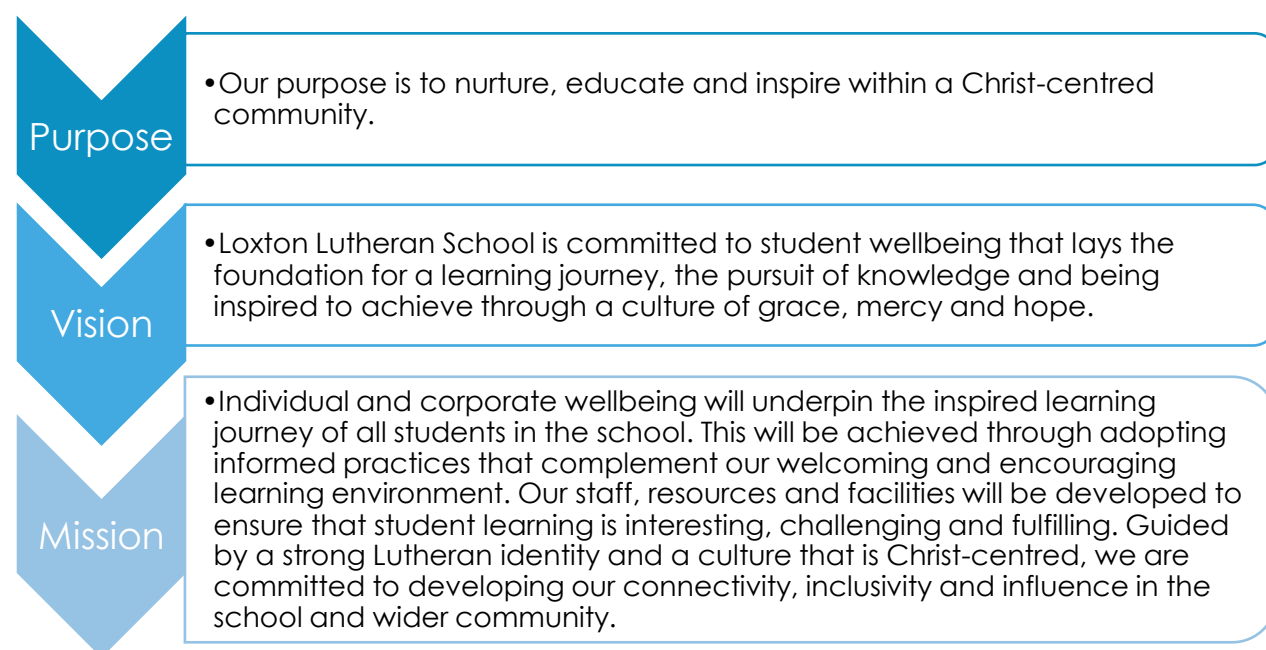 Purpose
•Our purpose is to nurture, educate and inspire within a Christ-centred
community.
Vision
•Loxton Lutheran School is committed to student wellbeing that lays the
foundation for a learning journey, the pursuit of knowledge and being
inspired to achieve through a culture of grace, mercy and hope.
Mission
•Individual and corporate wellbeing will underpin the inspired learning
journey of all students in the school. This will be achieved through adopting
informed practices that complement our welcoming and encouraging
learning environment. Our staff, resources and facilities will be developed to
ensure that student learning is interesting, challenging and fulfilling. Guided
by a strong Lutheran identity and a culture that is Christ-centred, we are
committed to developing our connectivity, inclusivity and influence in the
school and wider community.